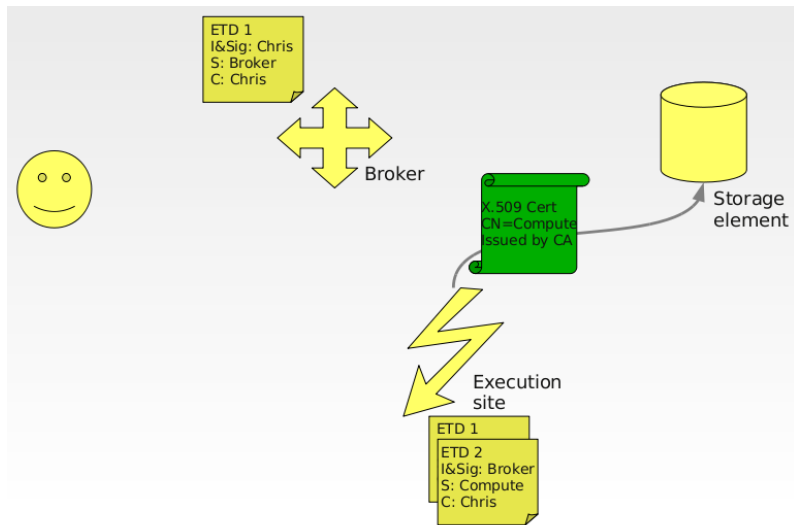 ETD 1
I&Sig: Chris
S: Broker
C: Chris
Broker
X.509 Cert
CN=Compute
Issued by CA
Storage
element
Execution
site
ETD 1
ETD 2
I&Sig: Broker
S: Compute
C: Chris